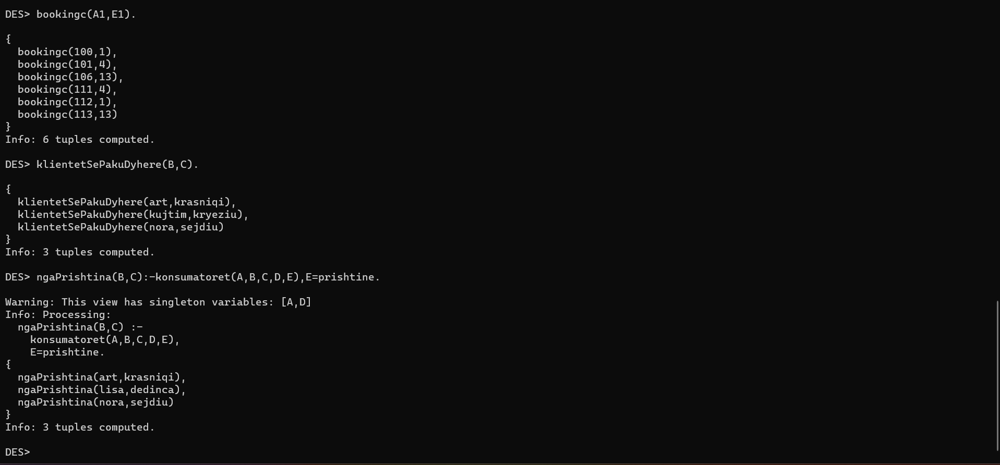 DES> bookingc(A1,E1).
{
  bookingc(100,1),
  bookingc(101,4),
  bookingc(106,13),
  bookingc(111,4),
  bookingc(112,1),
  bookingc(113,13)
}
Info: 6 tuples computed.
DES> klientetSePakuDyhere(B,C).
{
  klientetSePakuDyhere(art,krasniqi),
  klientetSePakuDyhere(kujtim,kryeziu),
  klientetSePakuDyhere(nora,sejdiu)
}
Info: 3 tuples computed.
DES> ngaPrishtina(B,C):-konsumatoret(A,B,C,D,E),E=prishtine.
Warning: This view has singleton variables: [A,D]
Info: Processing:
  ngaPrishtina(B,C) :-
    konsumatoret(A,B,C,D,E),
    E=prishtine.
{
  ngaPrishtina(art,krasniqi),
  ngaPrishtina(lisa,dedinca),
  ngaPrishtina(nora,sejdiu)
}
Info: 3 tuples computed.
DES>